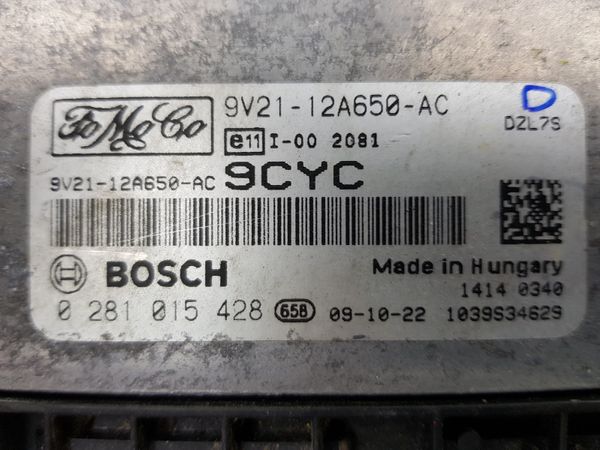 FoMoCo 9V21-12A650-AC D
e11 I-00 2081 DZL7S
9V21-12A650-AC 9CYC
BOSCH Made in Hungary
1414 0340
0 281 015 428 658 09-10-22 1039S34629